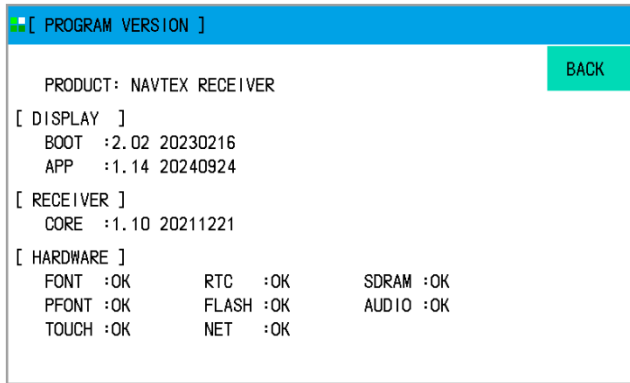 [ PROGRAM VERSION ]
BACK
PRODUCT: NAVTEX RECEIVER
[ DISPLAY ]
BOOT :2.02 20230216
APP :1.14 20240924
[ RECEIVER ]
CORE :1.10 20211221
[ HARDWARE ]
FONT :OK RTC :OK SDRAM :OK
PFONT :OK FLASH :OK AUDIO :OK
TOUCH :OK NET :OK